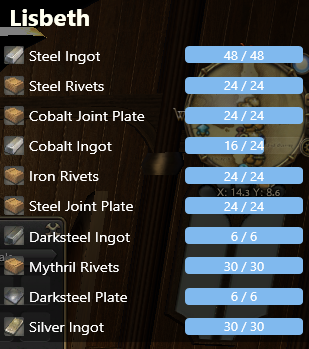 Lisbeth
Steel Ingot 48 / 48
Steel Rivets 24 / 24
Cobalt Joint Plate 24 / 24
Cobalt Ingot 16 / 24
Iron Rivets 24 / 24
X: 14.3 Y: 8.6
Steel Joint Plate 24 / 24
Darksteel Ingot 6 / 6
Mythril Rivets 30 / 30
Darksteel Plate 6 / 6
Silver Ingot 30 / 30